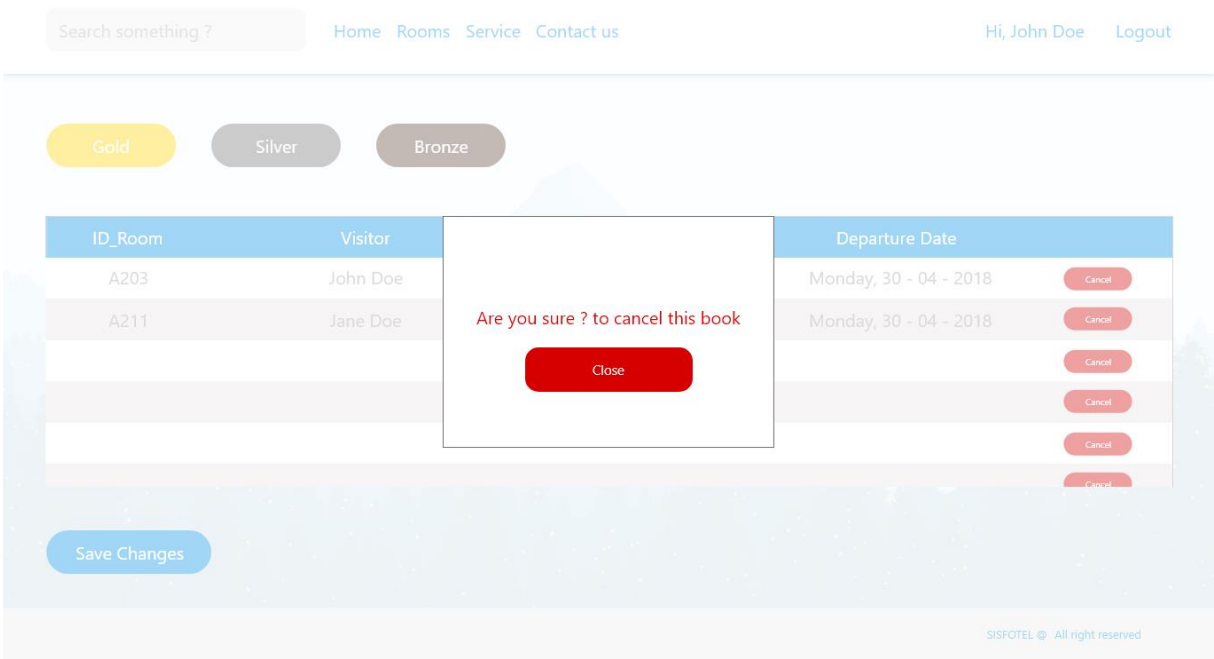 Search something ? Home Rooms Service Contact us Hi, John Doe Logout
Gold Silver Bronze
ID_Room Visitor Departure Date
A203 John Doe Monday, 30 - 04 - 2018 Cancel
A211 Jane Doe Monday, 30 - 04 - 2018 Cancel
Are you sure ? to cancel this book
Cancel
Close
Cancel
Cancel
Cancel
Save Changes
SISFOTEL @ All right reserved